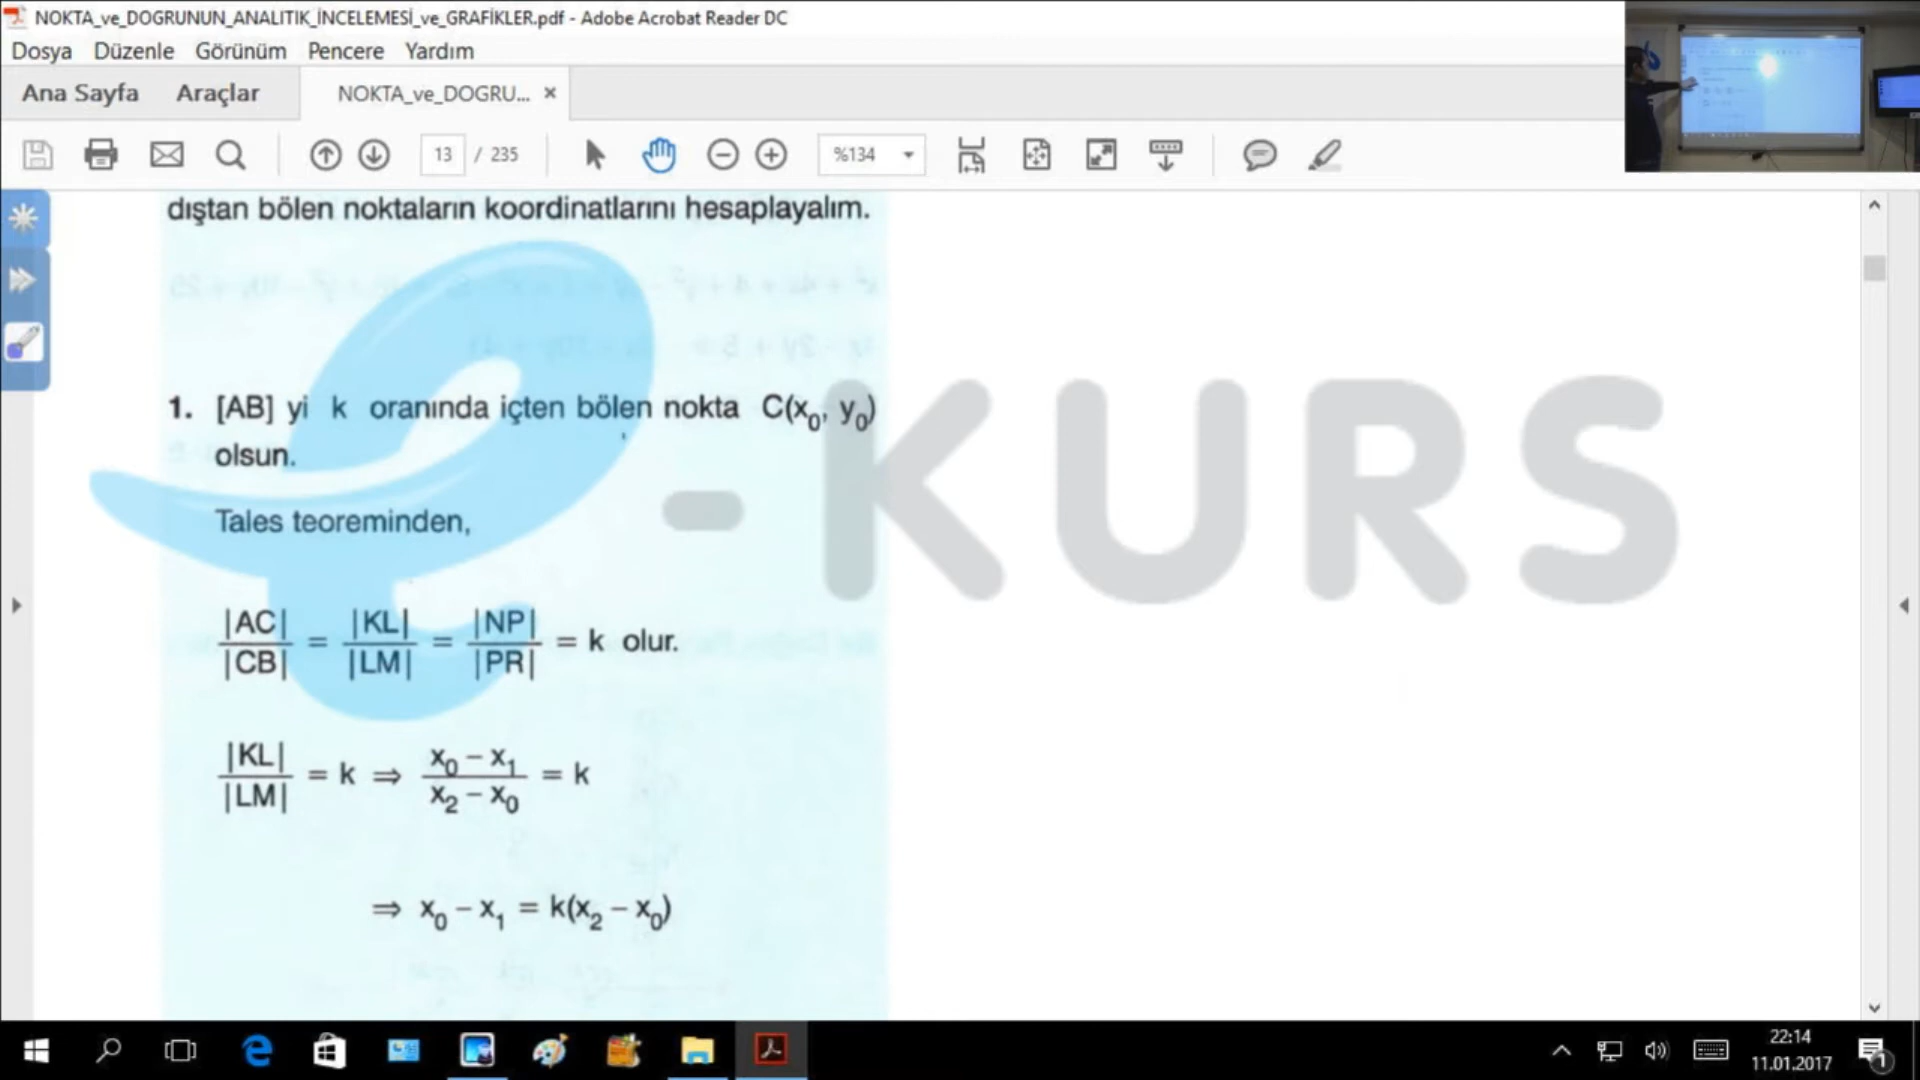 NOKTA_ve_DOGRUNUN_ANALITIK_İNCELEMESİ_ve_GRAFİKLER.pdf - Adobe Acrobat Reader DC
Dosya Düzenle Görünüm Pencere Yardım
Ana Sayfa Araçlar NOKTA_ve_DOGRU... ×
13 / 235 %134
dıştan bölen noktaların koordinatlarını hesaplayalım.
1. [AB] yi k oranında içten bölen nokta C(x₀, y₀)
olsun.
Tales teoreminden,
|AC|/|CB| = |KL|/|LM| = |NP|/|PR| = k olur.
|KL|/|LM| = k ⇒ (x₀ − x₁)/(x₂ − x₀) = k
⇒ x₀ − x₁ = k(x₂ − x₀)
e - KURS
22:14
11.01.2017
1